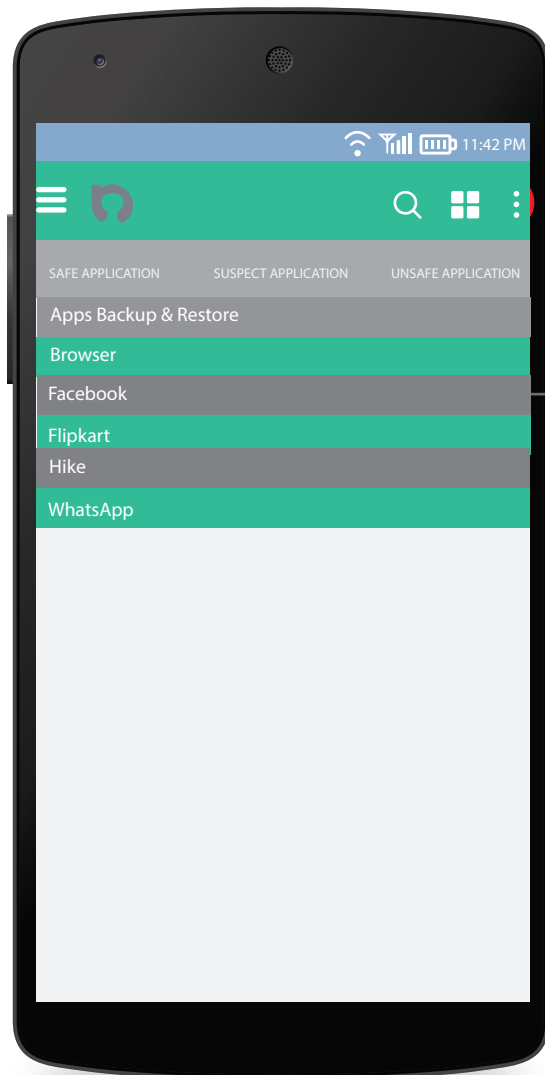 11:42 PM
SAFE APPLICATION SUSPECT APPLICATION UNSAFE APPLICATION
Apps Backup & Restore
Browser
Facebook
Flipkart
Hike
WhatsApp